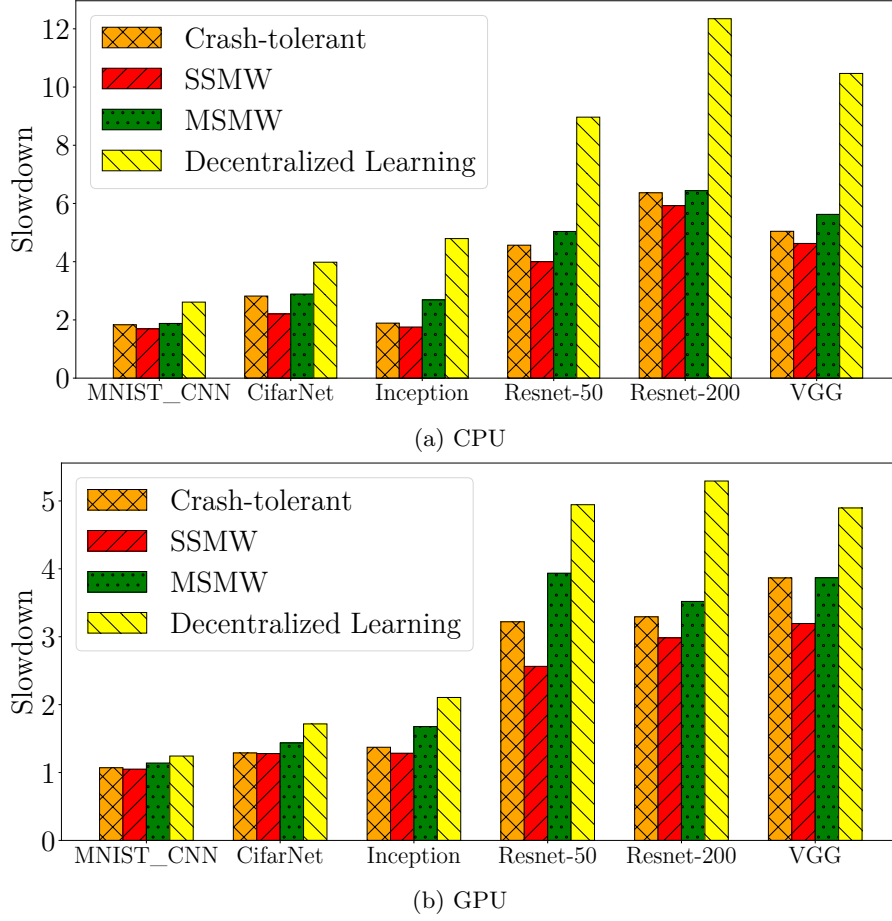 Slowdown
12
10
8
6
4
2
0
Crash-tolerant
SSMW
MSMW
Decentralized Learning
MNIST_CNN CifarNet Inception Resnet-50 Resnet-200 VGG
(a) CPU
Slowdown
5
4
3
2
1
0
Crash-tolerant
SSMW
MSMW
Decentralized Learning
MNIST_CNN CifarNet Inception Resnet-50 Resnet-200 VGG
(b) GPU